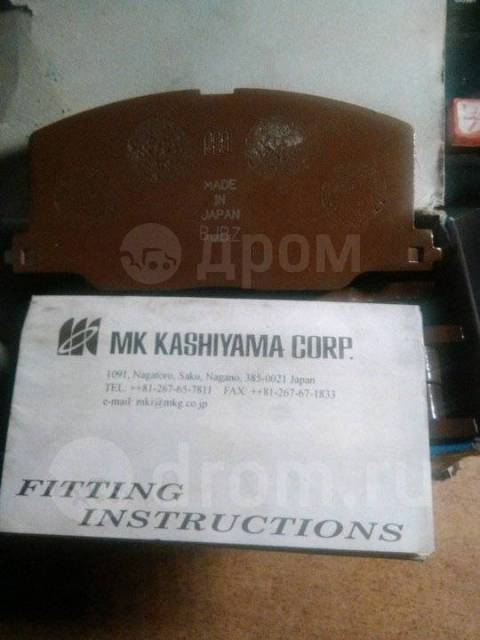 MADE
IN
JAPAN
BJBZ
дром
MK KASHIYAMA CORP.
1091, Nagatoro, Saku, Nagano, 385-0021 Japan
TEL: ++81-267-65-7811 FAX: ++81-267-67-1833
e-mail: mki@mkg.co.jp
drom.ru
FITTING
INSTRUCTIONS